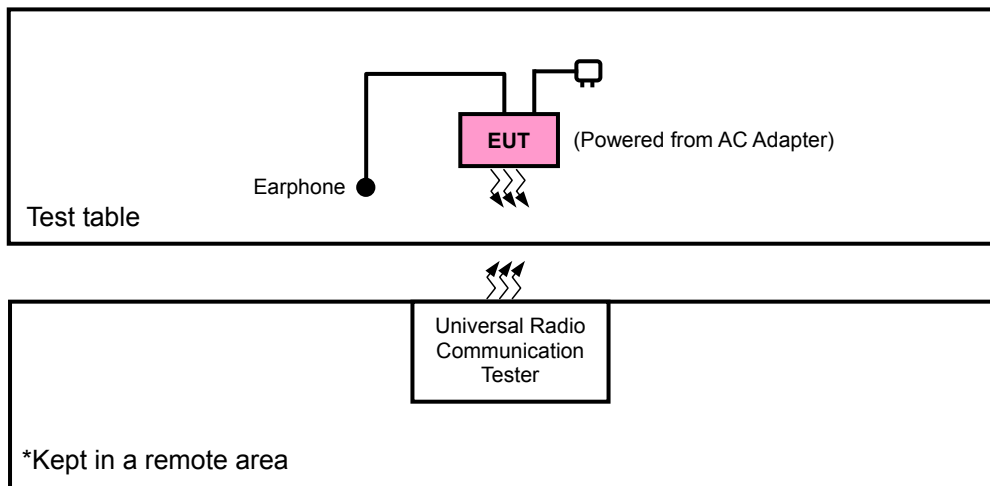 EUT
(Powered from AC Adapter)
Earphone
Test table
Universal Radio
Communication
Tester
*Kept in a remote area